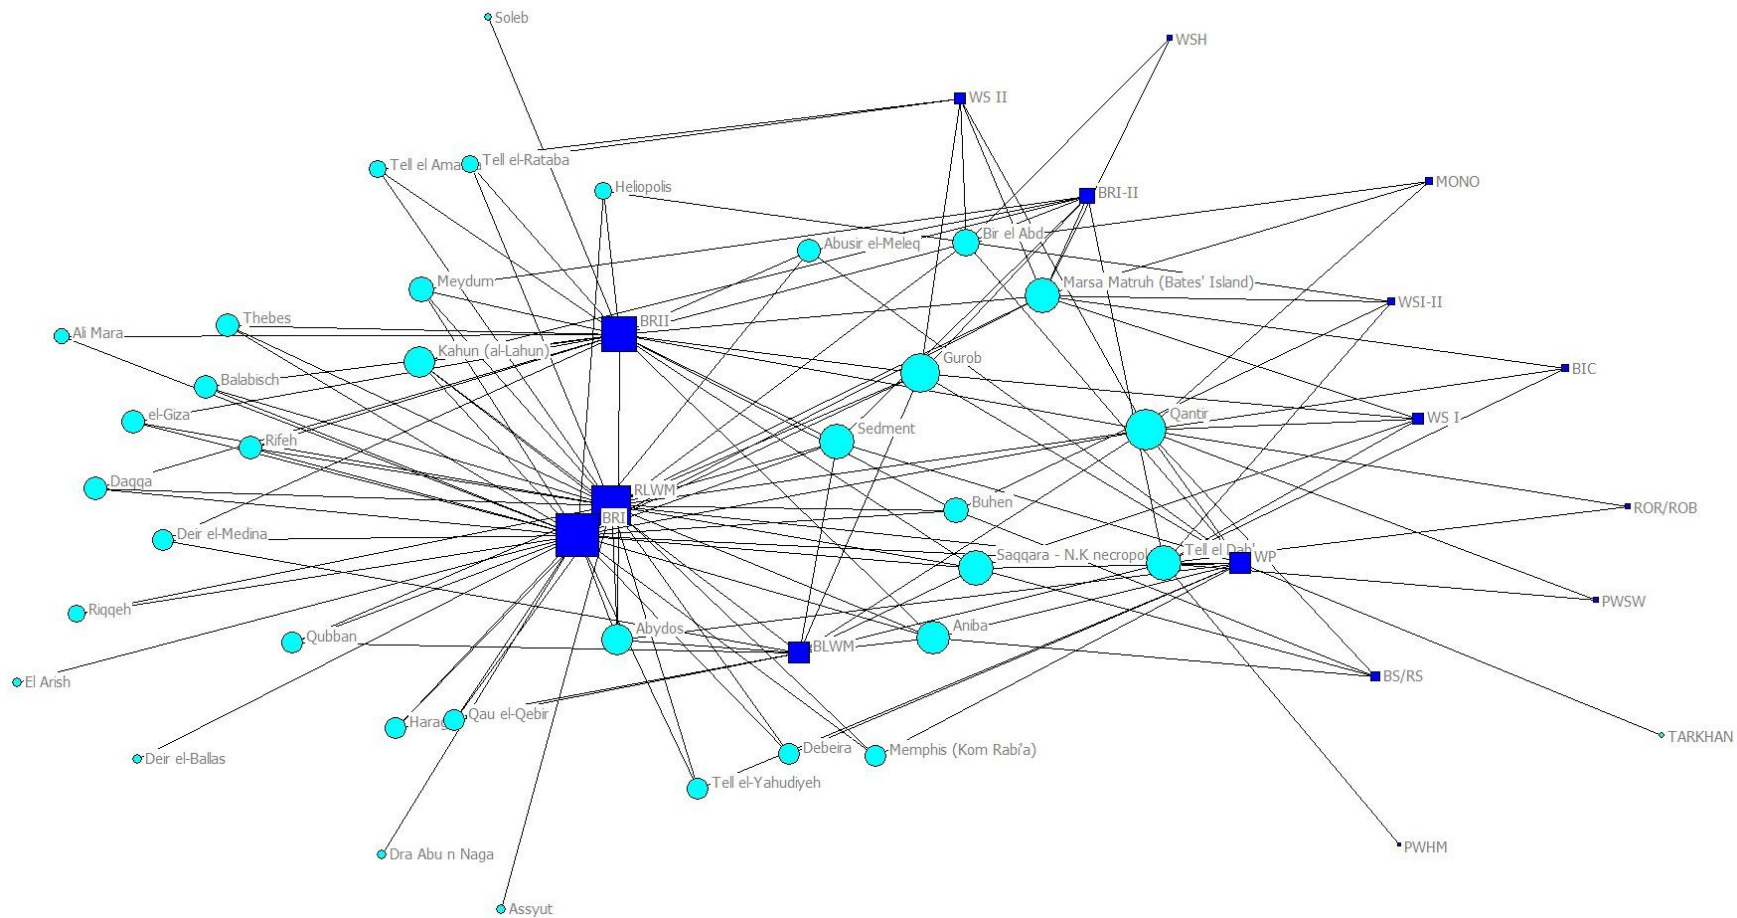 Soleb
WSH
WS II
Tell el Ama
Tell el-Rataba
Heliopolis
MONO
BRI-II
Bir el Abd
Abusir el-Meleq
Meydum
Marsa Matruh (Bates' Island)
WSI-II
Thebes
BRII
Ali Mara
Kahun (al-Lahun)
Gurob
BIC
Balabisch
el-Giza
Qantir
WS I
Sedment
Rifeh
Daqqa
RLWM
Buhen
ROR/ROB
BRI
Deir el-Medina
Saqqara - N.K necropol
Tell el Dab'
WP
PWSW
Riqqeh
Qubban
Abydos
Aniba
BLWM
BS/RS
El Arish
Harag
Qau el-Qebir
TARKHAN
Debeira
Memphis (Kom Rabi'a)
Deir el-Ballas
Tell el-Yahudiyeh
PWHM
Dra Abu n Naga
Assyut